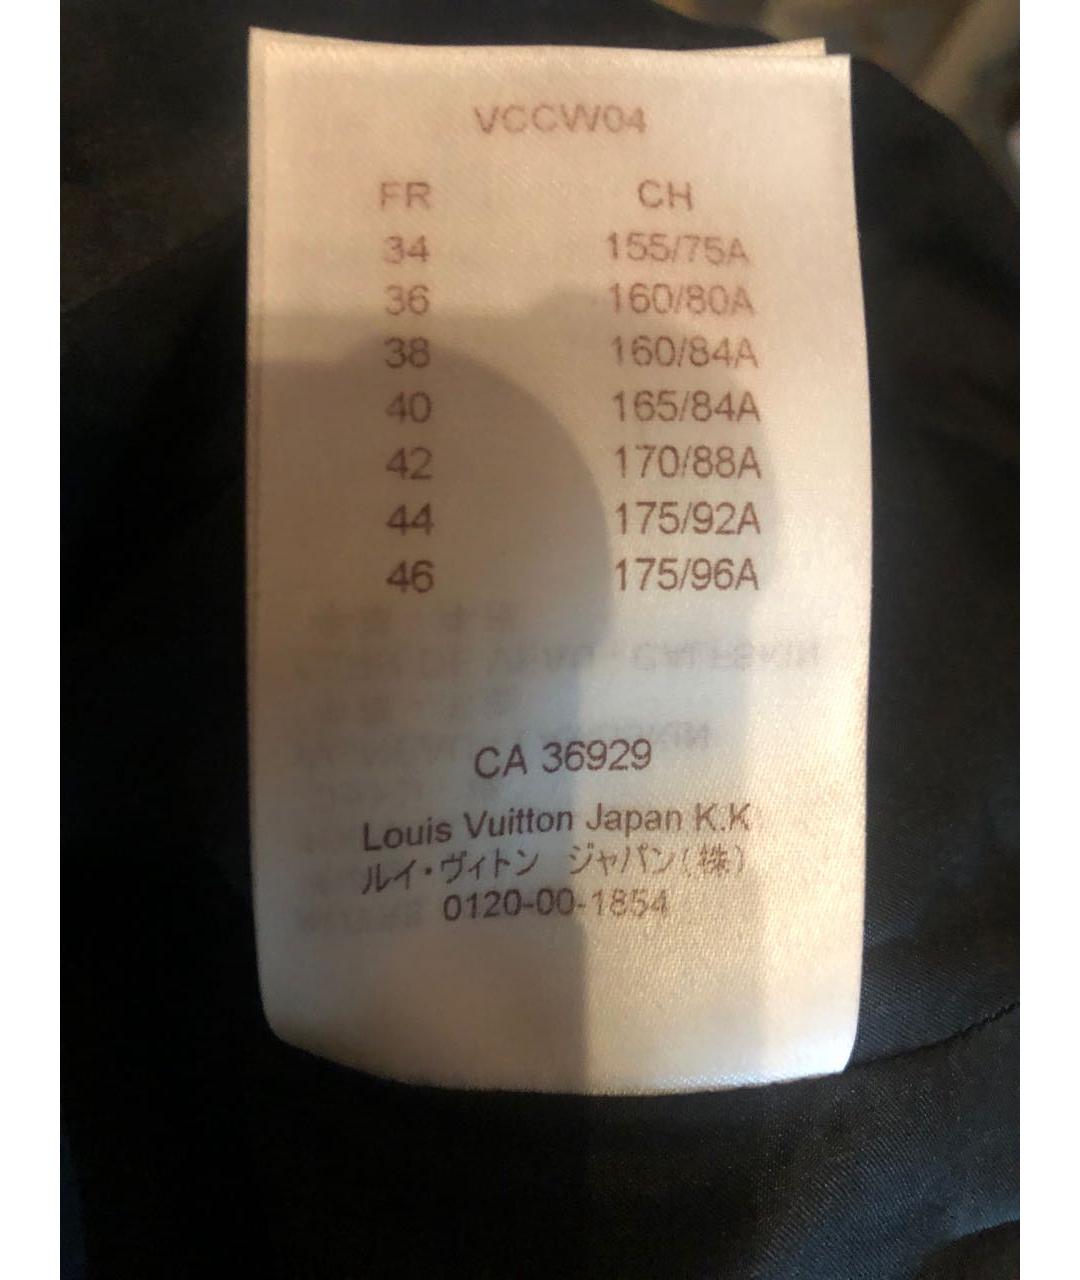 VCCW04
FR CH
34 155/75A
36 160/80A
38 160/84A
40 165/84A
42 170/88A
44 175/92A
46 175/96A
CA 36929
Louis Vuitton Japan K.K
ルイ・ヴィトン ジャパン(株)
0120-00-1854